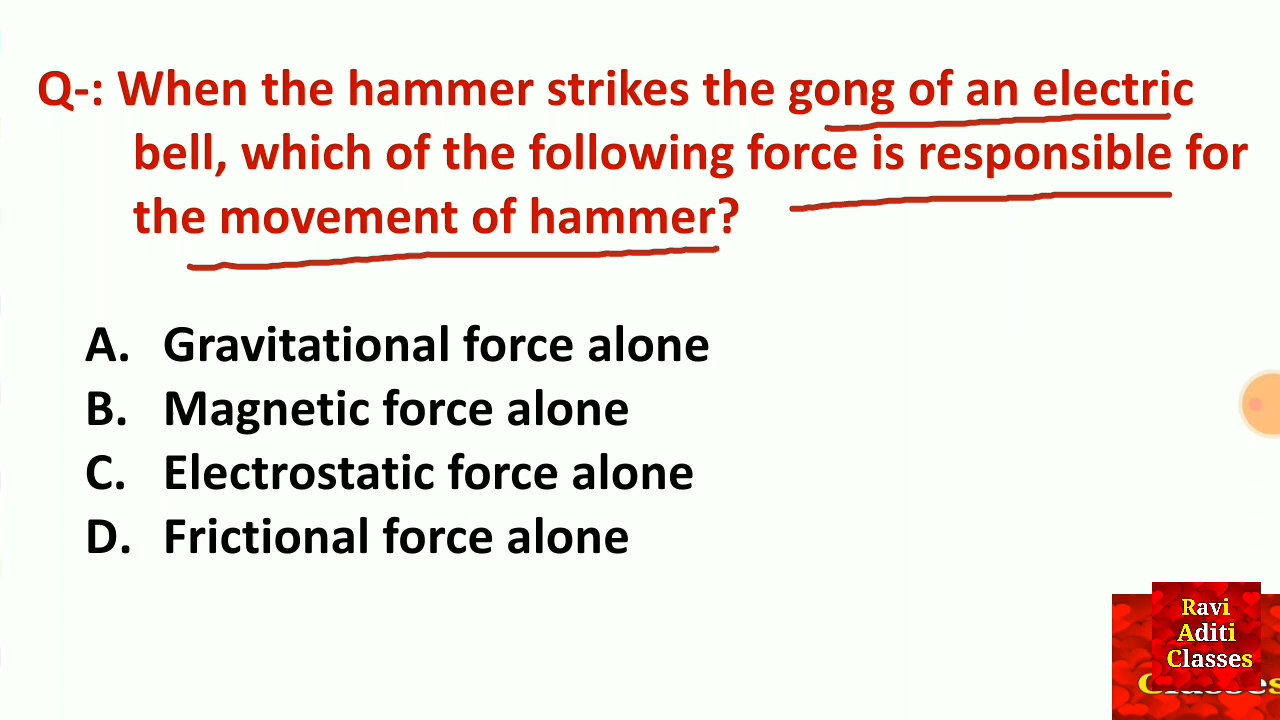 Q-: When the hammer strikes the gong of an electric
bell, which of the following force is responsible for
the movement of hammer?
A. Gravitational force alone
B. Magnetic force alone
C. Electrostatic force alone
D. Frictional force alone
Ravi
Aditi
Classes
Classes